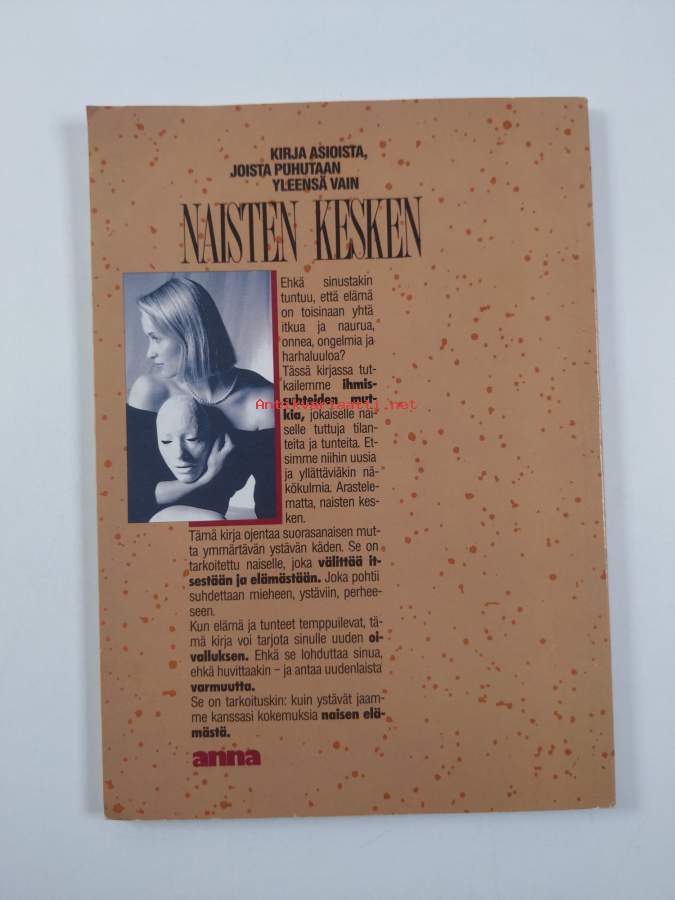 KIRJA ASIOISTA,
JOISTA PUHUTAAN
YLEENSÄ VAIN
NAISTEN KESKEN
Ehkä sinustakin
tuntuu, että elämä
on toisinaan yhtä
itkua ja naurua,
onnea, ongelmia ja
harhaluuloa?
Tässä kirjassa tut-
kailemme ihmis-
suhteiden mut-
kia, jokaiselle nai-
selle tuttuja tilan-
teita ja tunteita. Et-
simme niihin uusia
ja yllättäviäkin nä-
kökulmia. Arastele-
matta, naisten kes-
ken.
Tämä kirja ojentaa suorasanaisen mut-
ta ymmärtävän ystävän käden. Se on
tarkoitettu naiselle, joka välittää it-
sestään ja elämästään. Joka pohtii
suhdettaan mieheen, ystäviin, perhee-
seen.
Kun elämä ja tunteet temppuilevat, tä-
mä kirja voi tarjota sinulle uuden oi-
valluksen. Ehkä se lohduttaa sinua,
ehkä huvittaakin – ja antaa uudenlaista
varmuutta.
Se on tarkoituskin: kuin ystävät jaam-
me kanssasi kokemuksia naisen elä-
mästä.
anna
Antikvariaatti.net